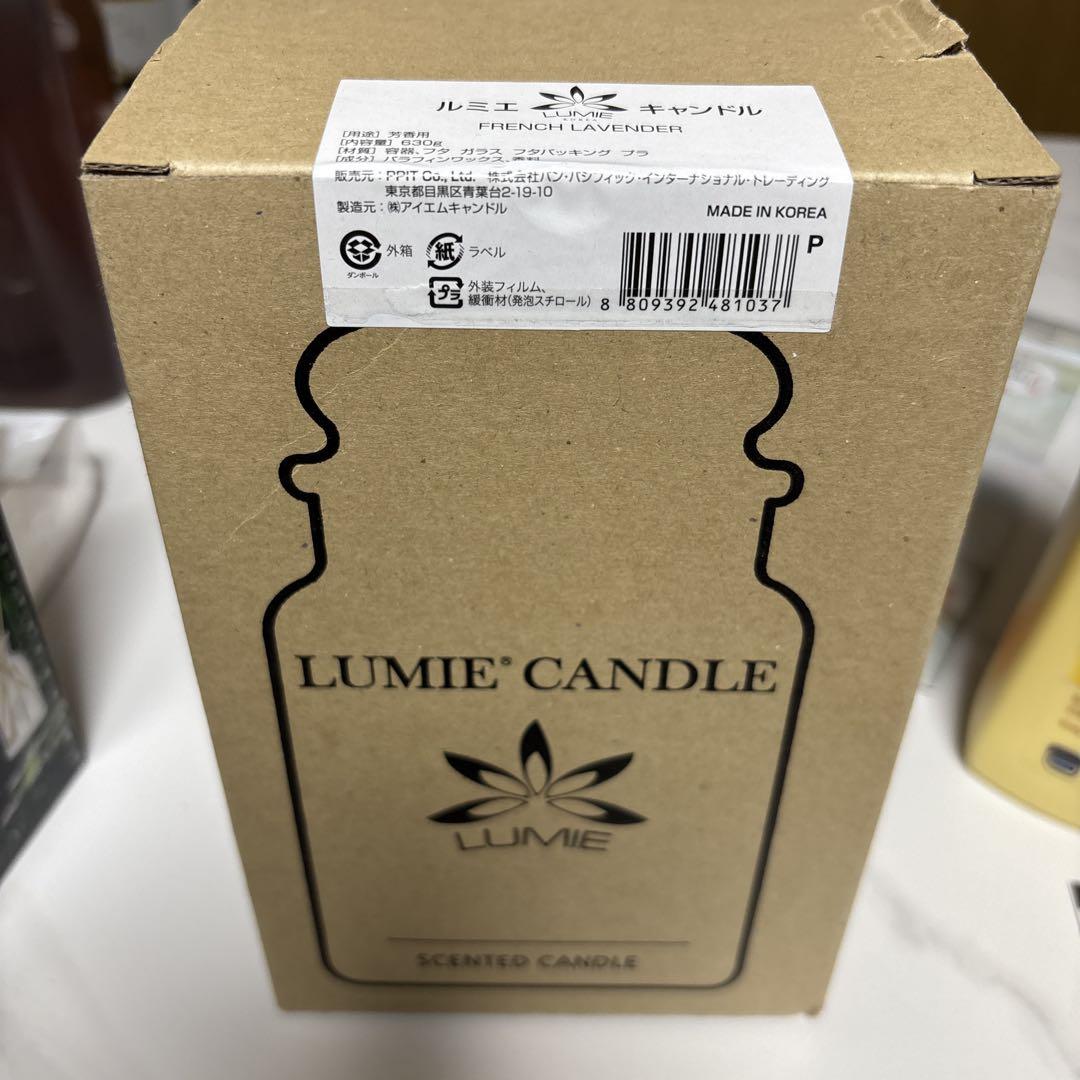 ルミエ LUMIE KOREA キャンドル
FRENCH LAVENDER
[用途] 芳香用
[内容量] 630g
[材質] 容器、フタ ガラス フタパッキング プラ
[成分] パラフィンワックス、香料
販売元:PPIT Co., Ltd. 株式会社パン・パシフィック・インターナショナル・トレーディング
東京都目黒区青葉台2-19-10
製造元:㈱アイエムキャンドル
MADE IN KOREA
ダンボール 外箱 紙 ラベル
プラ 外装フィルム、
緩衝材(発泡スチロール)
P
8 809392 481037
LUMIE® CANDLE
LUMIE
SCENTED CANDLE